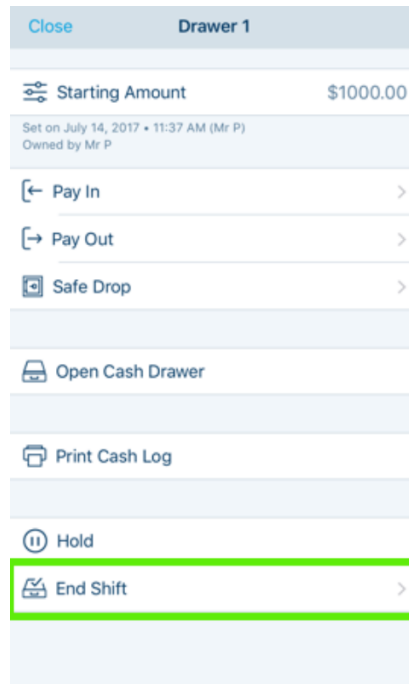 Close Drawer 1
Starting Amount $1000.00
Set on July 14, 2017 • 11:37 AM (Mr P)
Owned by Mr P
Pay In
Pay Out
Safe Drop
Open Cash Drawer
Print Cash Log
Hold
End Shift